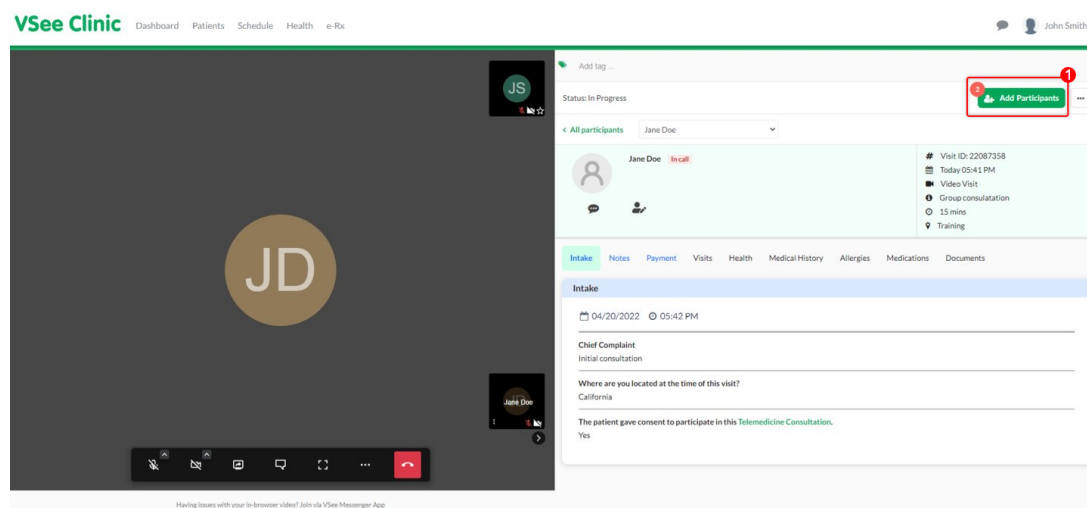 VSee Clinic Dashboard Patients Schedule Health e-Rx John Smith
1
JS
Add tag ...
Status: In Progress
2 Add Participants
All participants Jane Doe
Jane Doe In call
# Visit ID: 22087358
Today 05:41 PM
Video Visit
Group consulatation
15 mins
Training
JD
Intake Notes Payment Visits Health Medical History Allergies Medications Documents
Intake
04/20/2022 05:42 PM
Chief Complaint
Initial consultation
Where are you located at the time of this visit?
California
The patient gave consent to participate in this Telemedicine Consultation.
Yes
Jane Doe
Having issues with your in-browser video? Join via VSee Messenger App